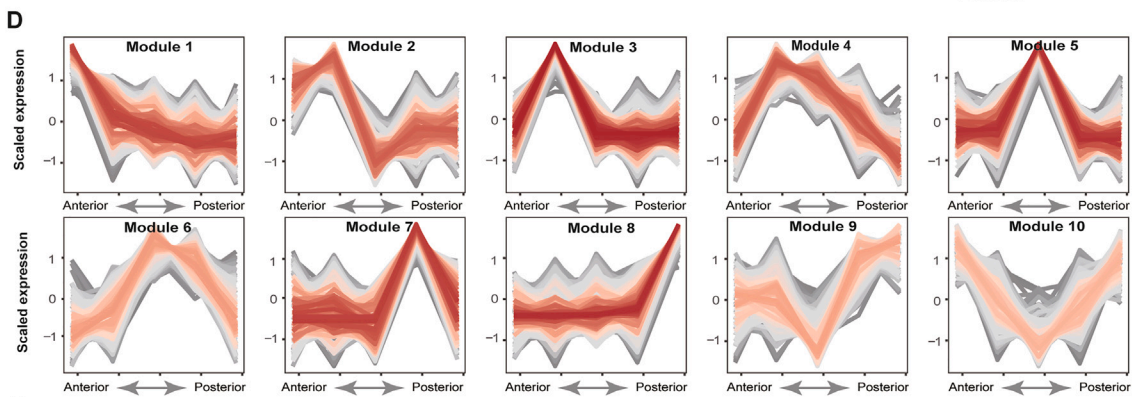 D
Module 1 Module 2 Module 3 Module 4 Module 5
Scaled expression
1 1 1 1 1
0 0 0 0 0
−1 −1 −1 −1 −1
Anterior Posterior Anterior Posterior Anterior Posterior Anterior Posterior Anterior Posterior
Module 6 Module 7 Module 8 Module 9 Module 10
Scaled expression
1 1 1 1 1
0 0 0 0 0
−1 −1 −1 −1 −1
Anterior Posterior Anterior Posterior Anterior Posterior Anterior Posterior Anterior Posterior